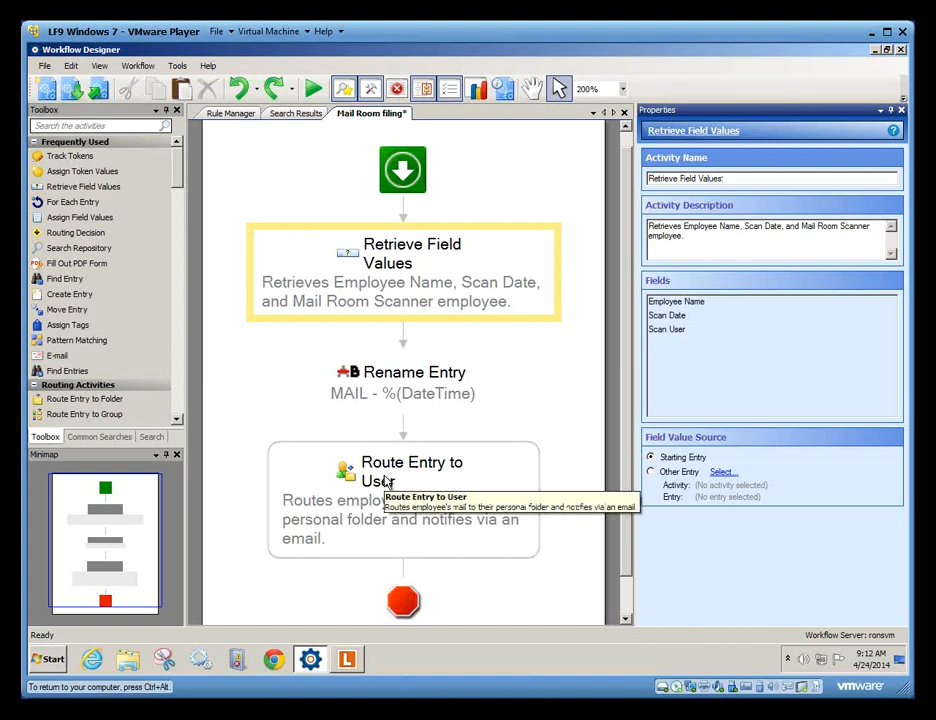 LF9 Windows 7 - VMware Player File Virtual Machine Help
Workflow Designer
File Edit View Workflow Tools Help
200%
Toolbox
Search the activities
Frequently Used
Track Tokens
Assign Token Values
Retrieve Field Values
For Each Entry
Assign Field Values
Routing Decision
Search Repository
Fill Out PDF Form
Find Entry
Create Entry
Move Entry
Assign Tags
Pattern Matching
E-mail
Find Entries
Routing Activities
Route Entry to Folder
Route Entry to Group
Toolbox Common Searches Search
Minimap
Rule Manager Search Results Mail Room filing*
Retrieve Field
Values
Retrieves Employee Name, Scan Date,
and Mail Room Scanner employee.
Rename Entry
MAIL - %(DateTime)
Route Entry to
User
Routes emplo
personal folder and notifies via an
email.
Route Entry to User
Routes employee's mail to their personal folder and notifies via an email.
Properties
Retrieve Field Values
Activity Name
Retrieve Field Values:
Activity Description
Retrieves Employee Name, Scan Date, and Mail Room Scanner
employee.
Fields
Employee Name
Scan Date
Scan User
Field Value Source
Starting Entry
Other Entry Select...
Activity: (No activity selected)
Entry: (No entry selected)
Ready
Workflow Server: ronsvm
Start
9:12 AM
4/24/2014
To return to your computer, press Ctrl+Alt.
vmware